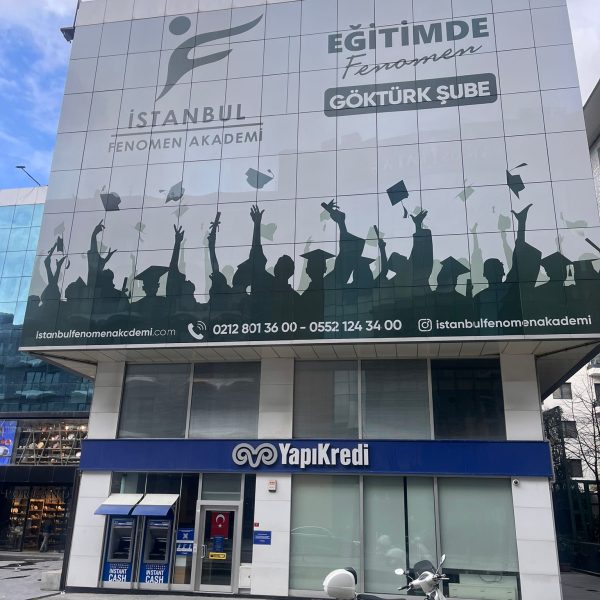 EĞİTİMDE
Fenomen
GÖKTÜRK ŞUBE
İSTANBUL
FENOMEN AKADEMİ
istanbulfenomenakademi.com 0212 801 36 00 - 0552 124 34 00 istanbulfenomenakademi
YapıKredi
INSTANT
CASH
INSTANT
CASH